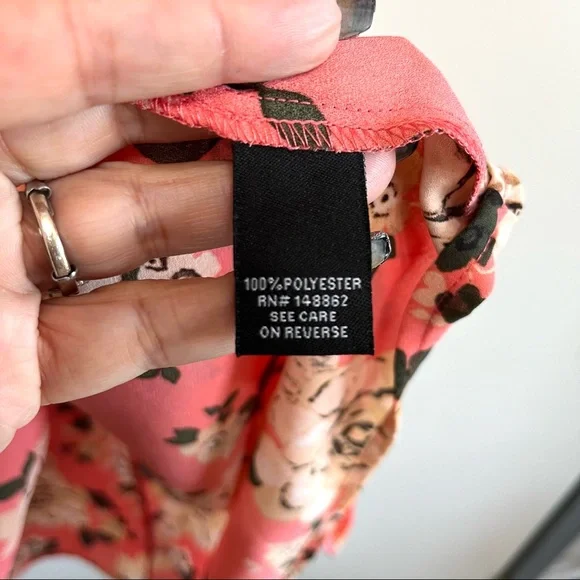 100%POLYESTER
RN# 148862
SEE CARE
ON REVERSE